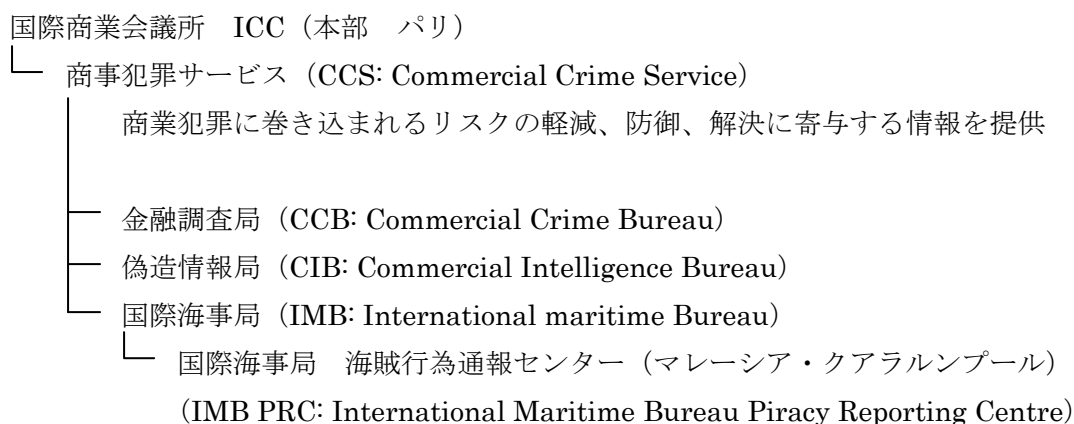 国際商業会議所　ICC（本部　パリ）
商事犯罪サービス（CCS: Commercial Crime Service）
商業犯罪に巻き込まれるリスクの軽減、防御、解決に寄与する情報を提供
金融調査局（CCB: Commercial Crime Bureau）
偽造情報局（CIB: Commercial Intelligence Bureau）
国際海事局（IMB: International maritime Bureau）
国際海事局　海賊行為通報センター（マレーシア・クアラルンプール）
(IMB PRC: International Maritime Bureau Piracy Reporting Centre)